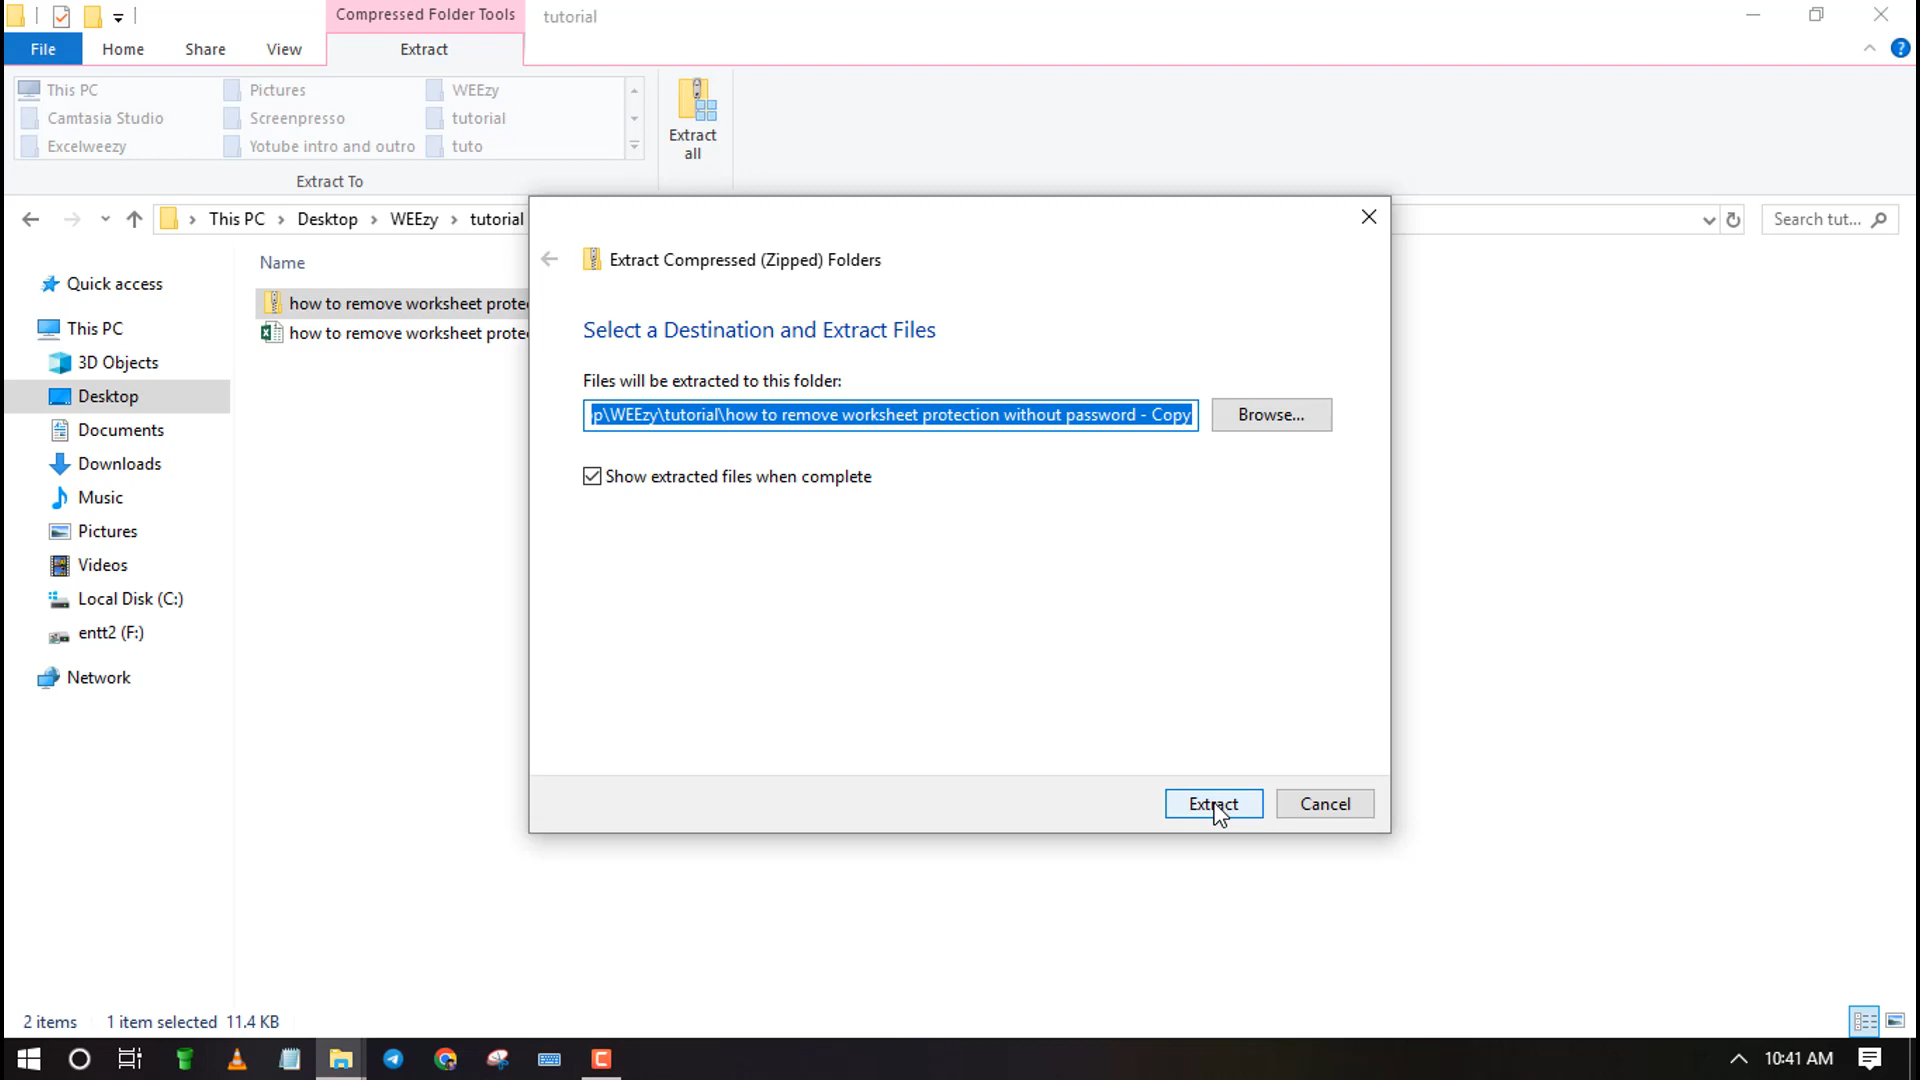 Compressed Folder Tools
tutorial
File
Home
Share
View
Extract
This PC
Pictures
WEEzy
Camtasia Studio
Screenpresso
tutorial
Excelweezy
Yotube intro and outro
tuto
Extract
all
Extract To
This PC
Desktop
WEEzy
tutorial
Search tut...
Name
how to remove worksheet prote
how to remove worksheet prote
Quick access
This PC
3D Objects
Desktop
Documents
Downloads
Music
Pictures
Videos
Local Disk (C:)
entt2 (F:)
Network
Extract Compressed (Zipped) Folders
Select a Destination and Extract Files
Files will be extracted to this folder:
p\WEEzy\tutorial\how to remove worksheet protection without password - Copy
Browse...
Show extracted files when complete
Extract
Cancel
2 items
1 item selected 11.4 KB
10:41 AM